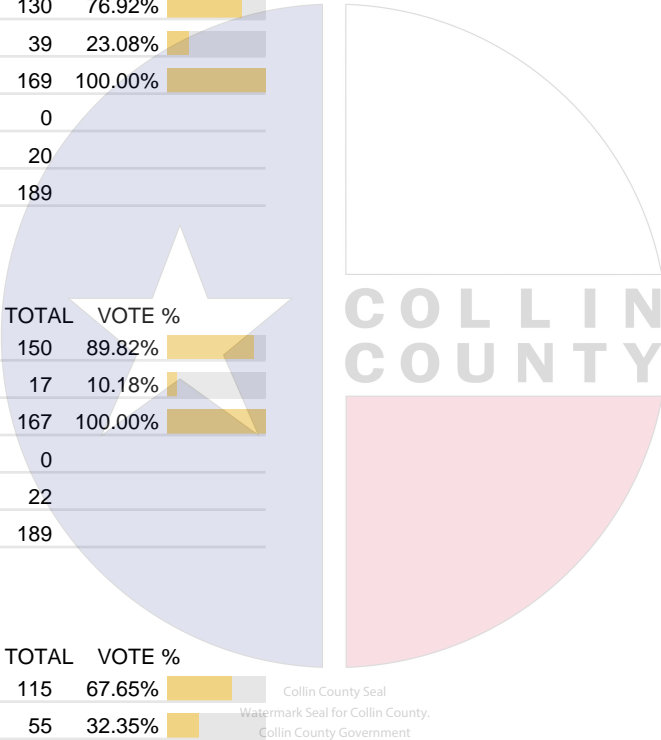 130 76.92%
39 23.08%
169 100.00%
0
20
189
TOTAL VOTE %
150 89.82%
17 10.18%
167 100.00%
0
22
189
COLLIN
COUNTY
TOTAL VOTE %
115 67.65%
55 32.35%
Collin County Seal
Watermark Seal for Collin County.
Collin County Government